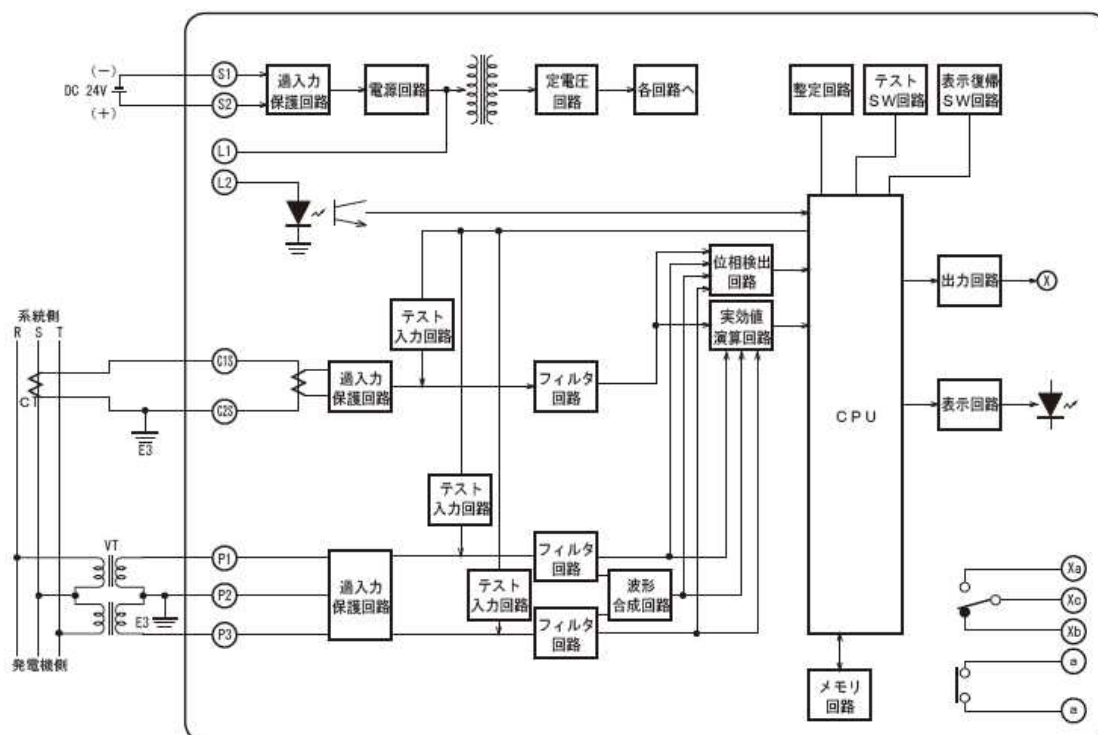 (－)
DC 24V
(＋)
S1
S2
過入力
保護回路
電源回路
定電圧
回路
各回路へ
整定回路
テスト
SW回路
表示復帰
SW回路
L1
L2
位相検出
回路
実効値
演算回路
CPU
出力回路
X
表示回路
系統側
R S T
CT
C1S
C2S
E3
過入力
保護回路
テスト
入力回路
フィルタ
回路
テスト
入力回路
VT
P1
P2
P3
E3
発電機側
過入力
保護回路
テスト
入力回路
フィルタ
回路
フィルタ
回路
波形
合成回路
メモリ
回路
Xa
Xc
Xb
a
a